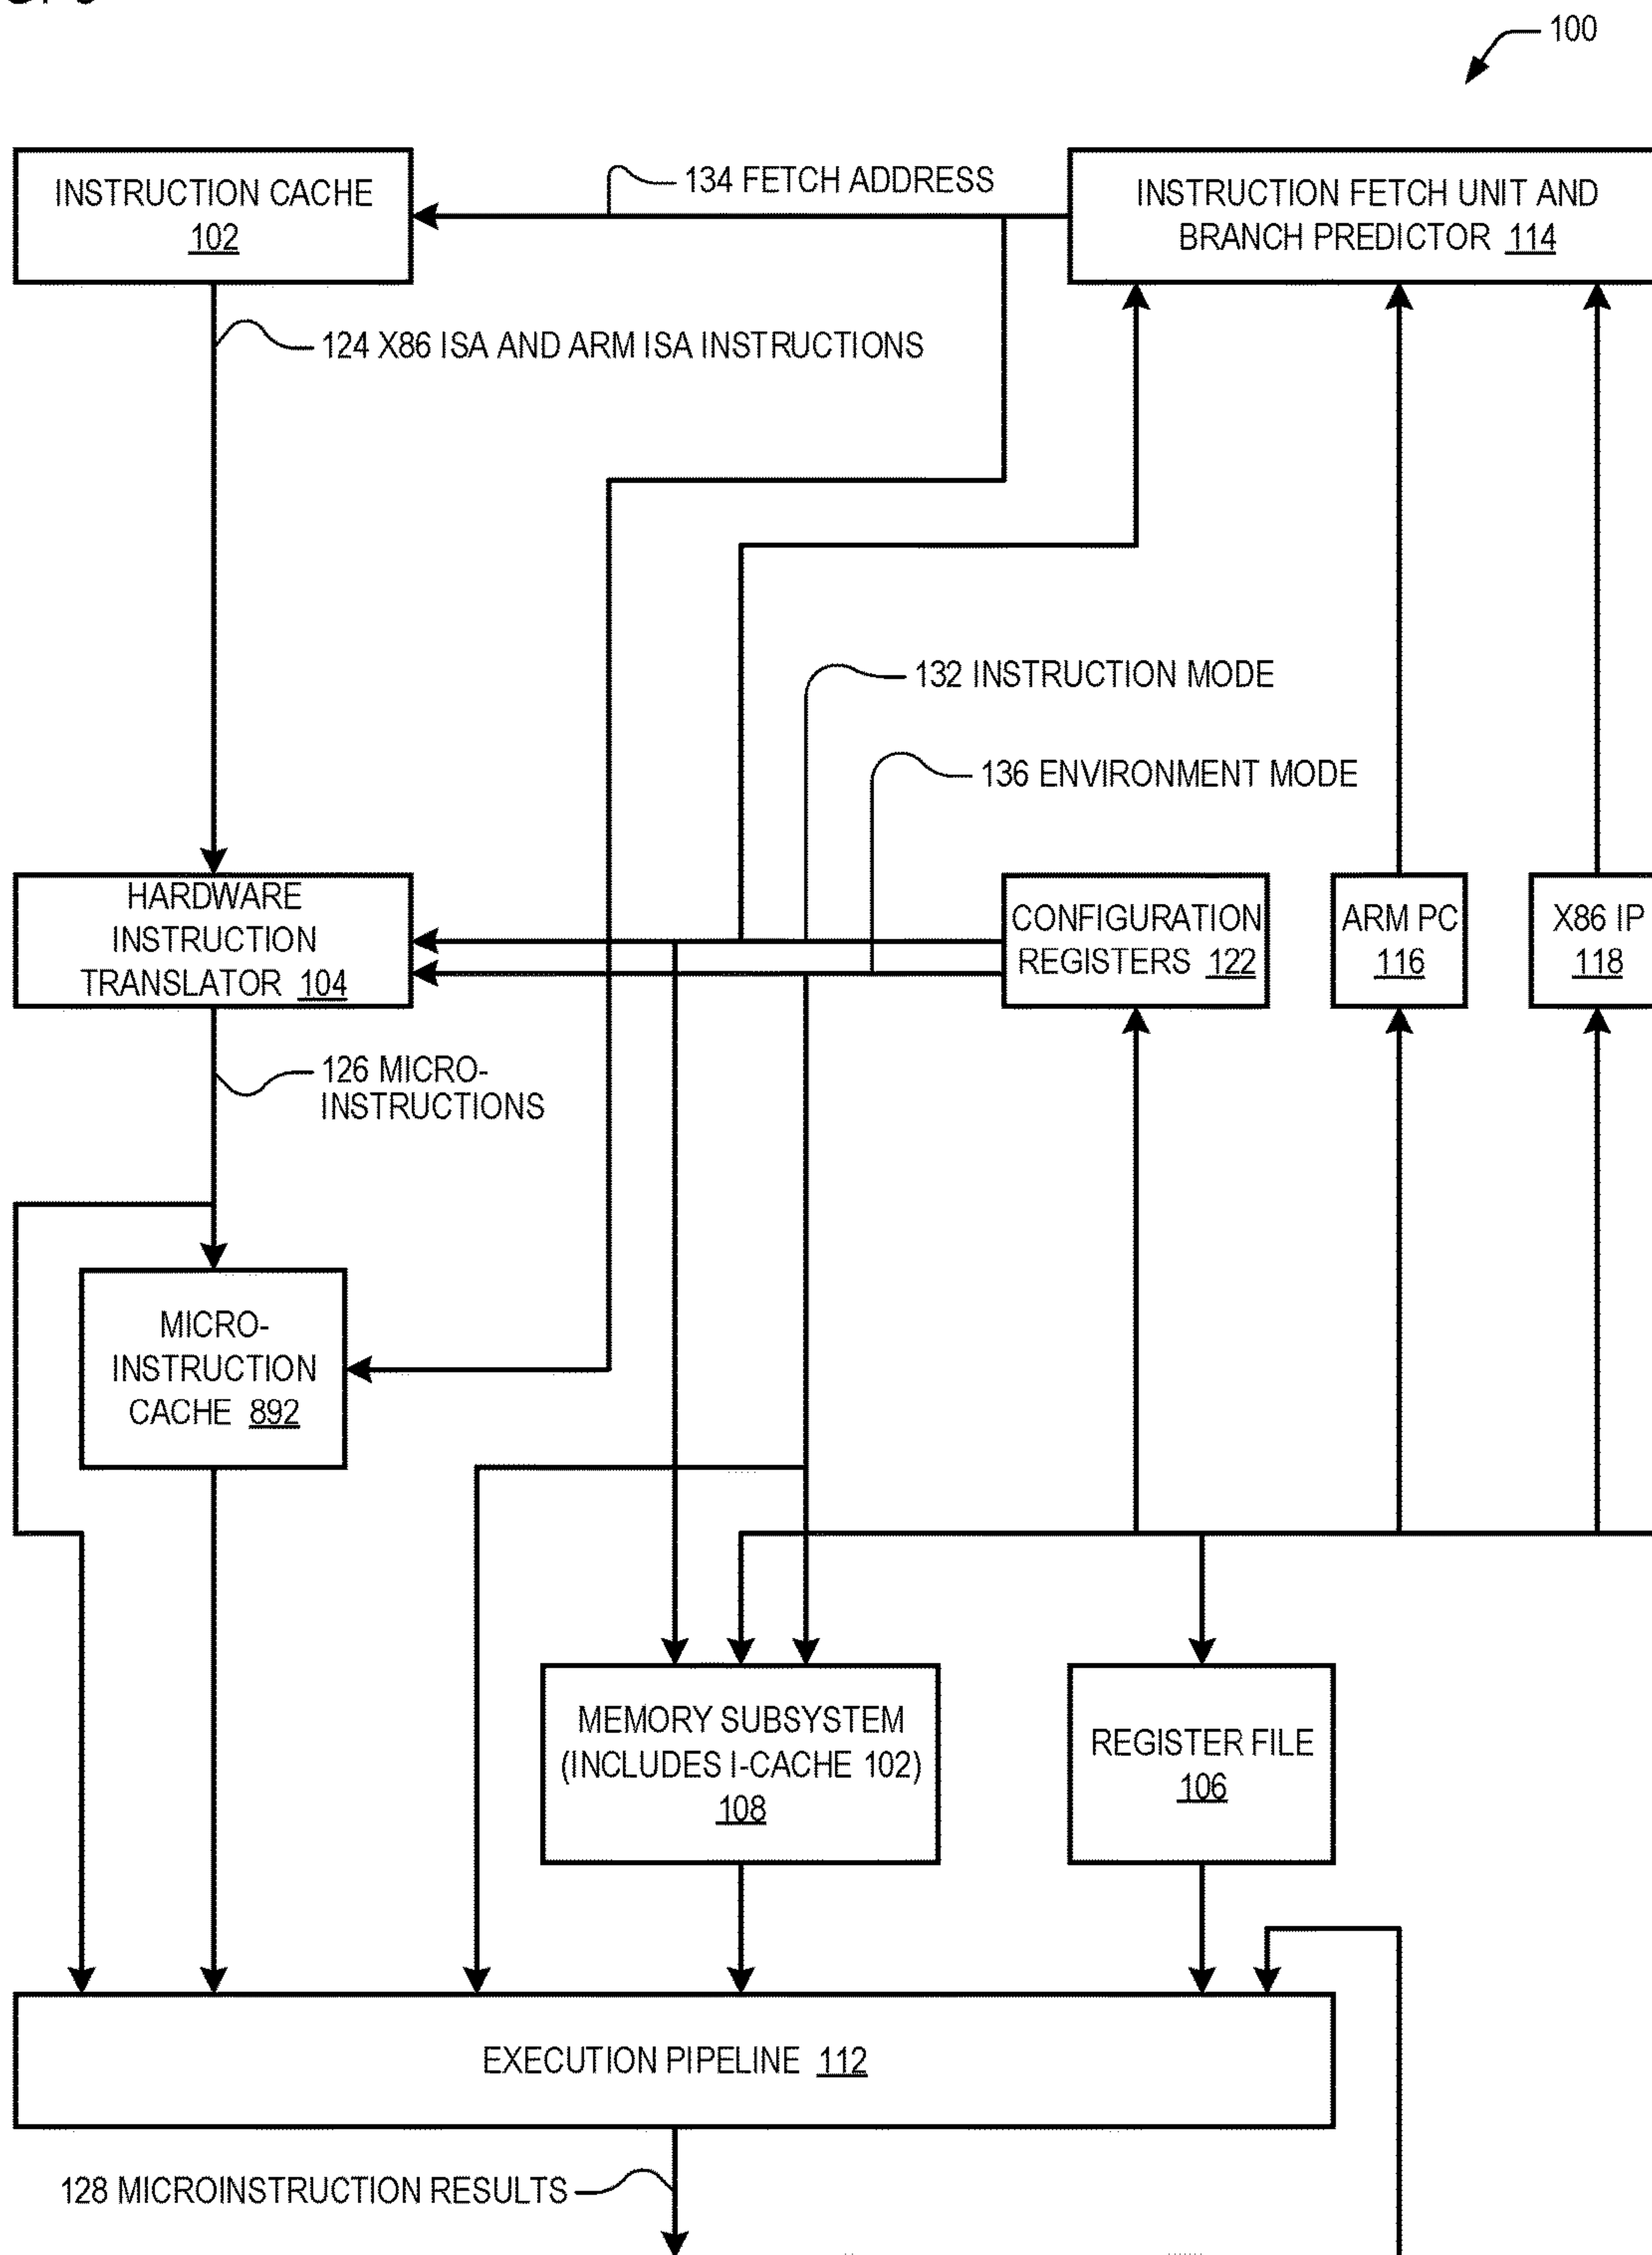 100
INSTRUCTION CACHE
102
134 FETCH ADDRESS
INSTRUCTION FETCH UNIT AND
BRANCH PREDICTOR 114
124 X86 ISA AND ARM ISA INSTRUCTIONS
132 INSTRUCTION MODE
136 ENVIRONMENT MODE
HARDWARE
INSTRUCTION
TRANSLATOR 104
CONFIGURATION
REGISTERS 122
ARM PC
116
X86 IP
118
126 MICRO-
INSTRUCTIONS
MICRO-
INSTRUCTION
CACHE 892
MEMORY SUBSYSTEM
(INCLUDES I-CACHE 102)
108
REGISTER FILE
106
EXECUTION PIPELINE 112
128 MICROINSTRUCTION RESULTS